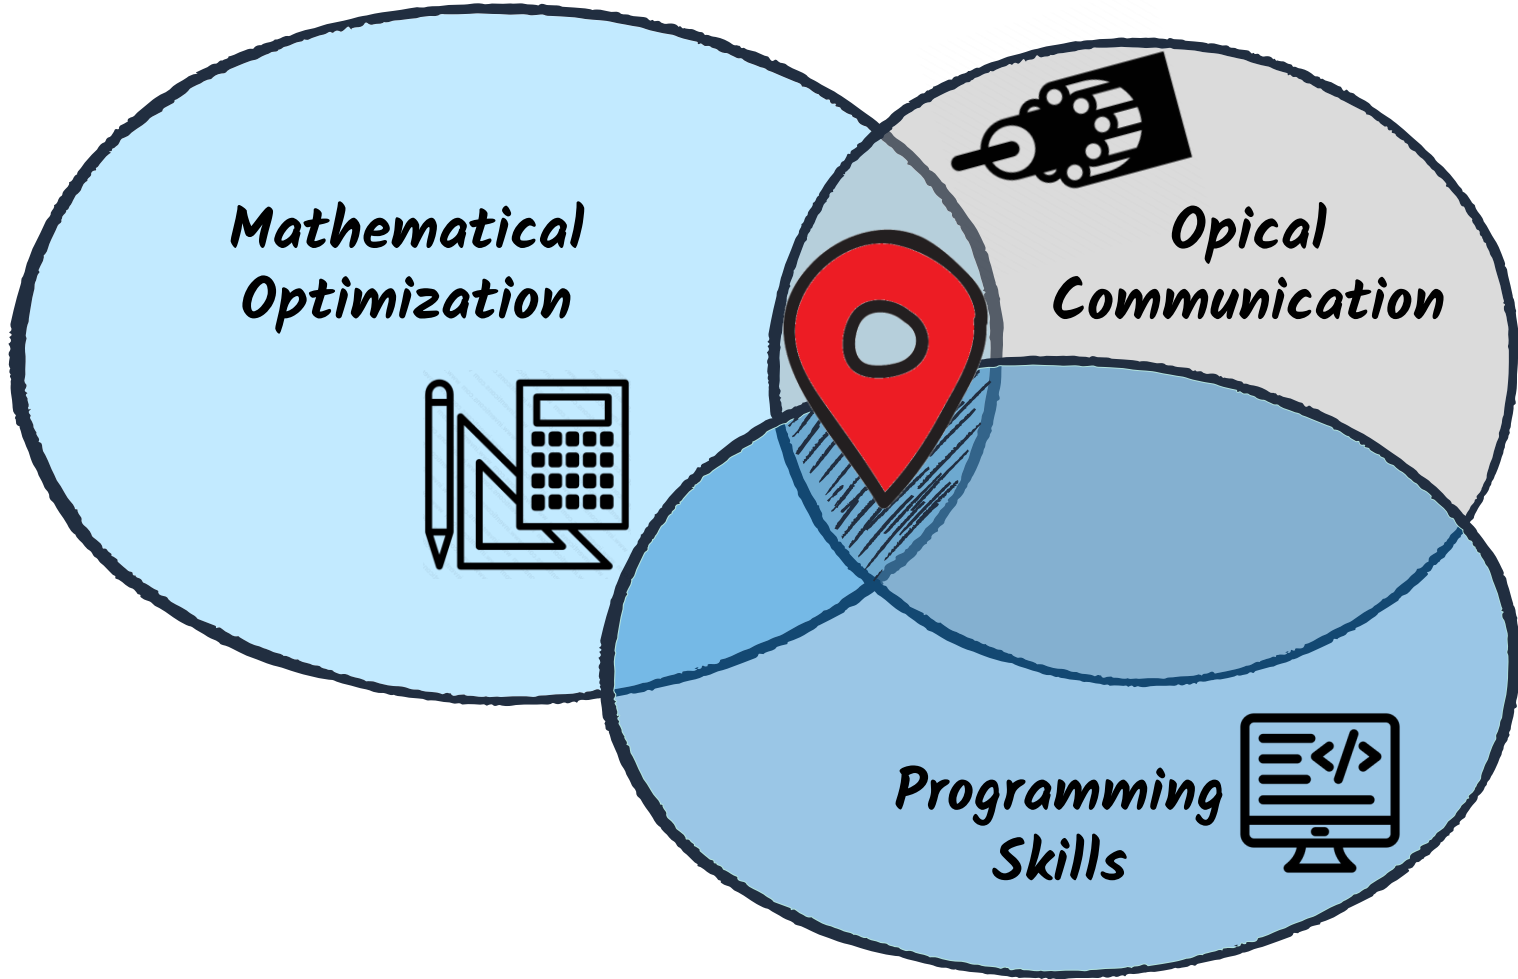 Mathematical
Optimization
Opical
Communication
Programming
Skills
</>